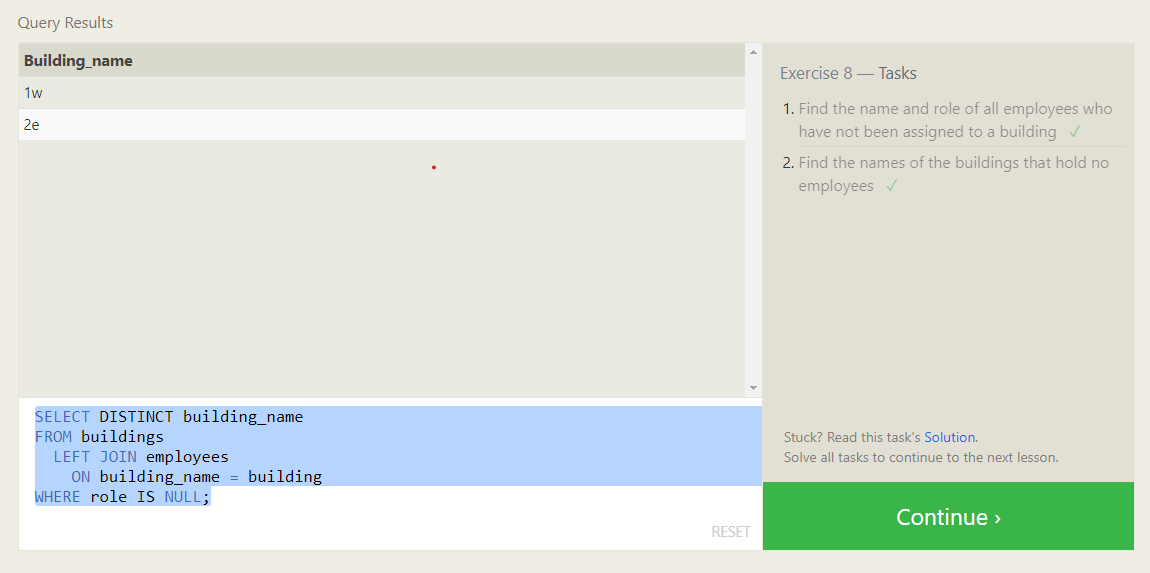 Query Results
Building_name
1w
2e
Exercise 8 — Tasks
1. Find the name and role of all employees who
have not been assigned to a building ✓
2. Find the names of the buildings that hold no
employees ✓
SELECT DISTINCT building_name
FROM buildings
LEFT JOIN employees
ON building_name = building
WHERE role IS NULL;
RESET
Stuck? Read this task's Solution.
Solve all tasks to continue to the next lesson.
Continue ›